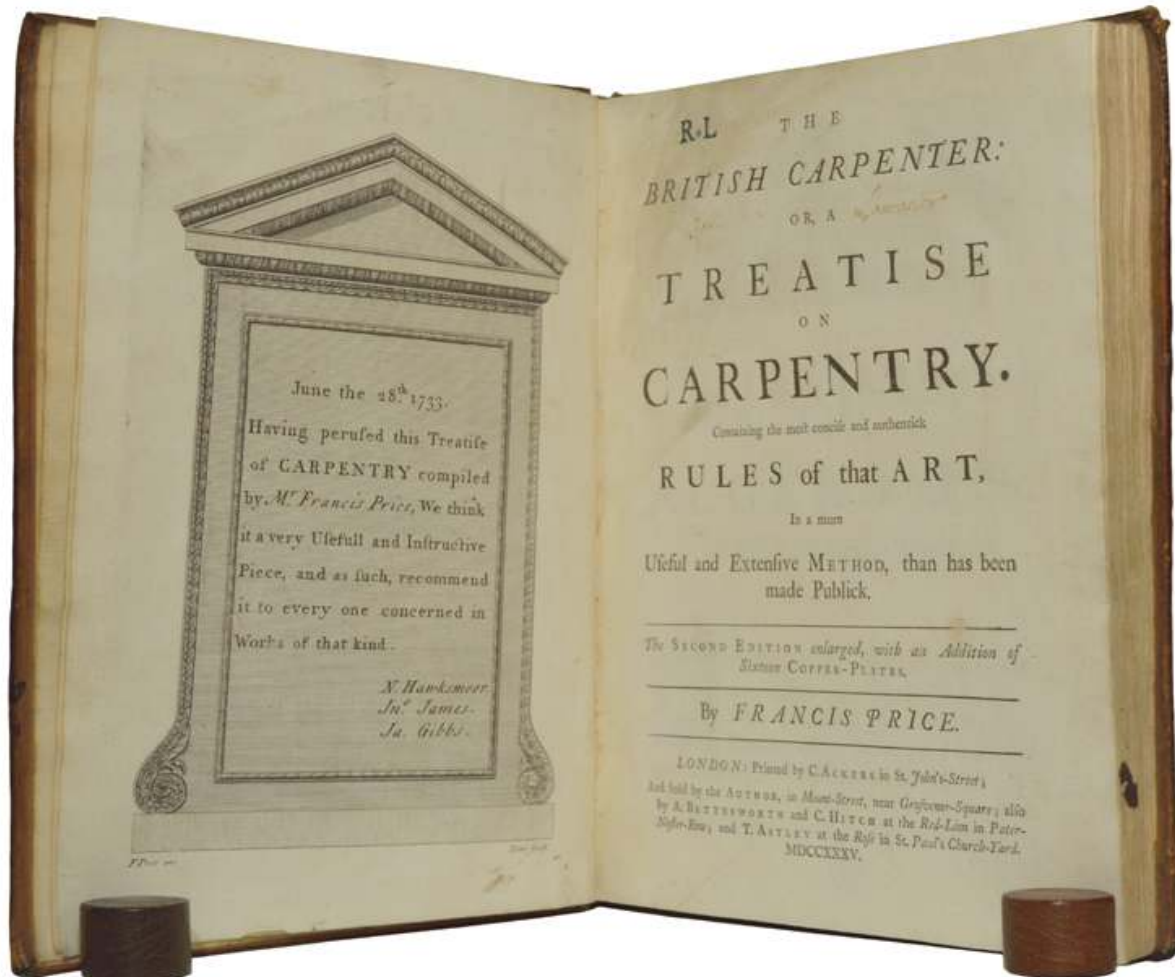 June the 28.th 1733.
Having peruſed this Treatiſe
of CARPENTRY compiled
by Mr Francis Price, We think
it a very Uſefull and Inſtructive
Piece, and as ſuch, recommend
it to every one concerned in
Works of that kind.
N. Hawksmoor.
Jno. James.
Ja. Gibbs.
R.L
THE
BRITISH CARPENTER:
OR, A
TREATISE
ON
CARPENTRY.
Containing the moſt conciſe and authentick
RULES of that ART,
In a more
Uſeful and Extenſive METHOD, than has been
made Publick.
The SECOND EDITION enlarged, with an Addition of
Sixteen COPPER-PLATES.
By FRANCIS PRICE.
LONDON: Printed by C. ACKERS in St. John's-Street;
And ſold by the AUTHOR, in Mount-Street, near Groſvenor-Square; alſo
by A. BETTESWORTH and C. HITCH at the Red-Lion in Pater-
Noſter-Row; and T. ASTLEY at the Roſe in St. Paul's Church-Yard.
MDCCXXXV.